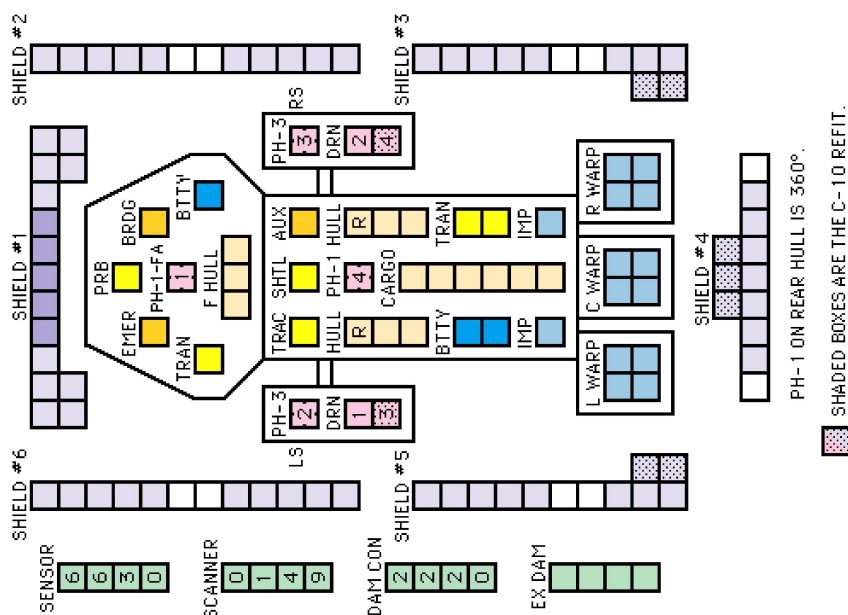 SHIELD #2
SHIELD #3
SHIELD #1
SHIELD #4
SHIELD #6
SHIELD #5
PRB
EMER
BRDG
TRAN
BTTY
PH-1-FA
1
F HULL
PH-3
3
RS
DRN
2
4
PH-3
2
LS
DRN
1
3
TRAC
SHTL
AUX
HULL
R
PH-1
4
HULL
R
CARGO
BTTY
TRAN
IMP
IMP
L WARP
C WARP
R WARP
SENSOR
6
6
3
0
SCANNER
0
1
4
9
DAM CON
2
2
2
0
EX DAM
PH-1 ON REAR HULL IS 360°.
SHADED BOXES ARE THE C-10 REFIT.